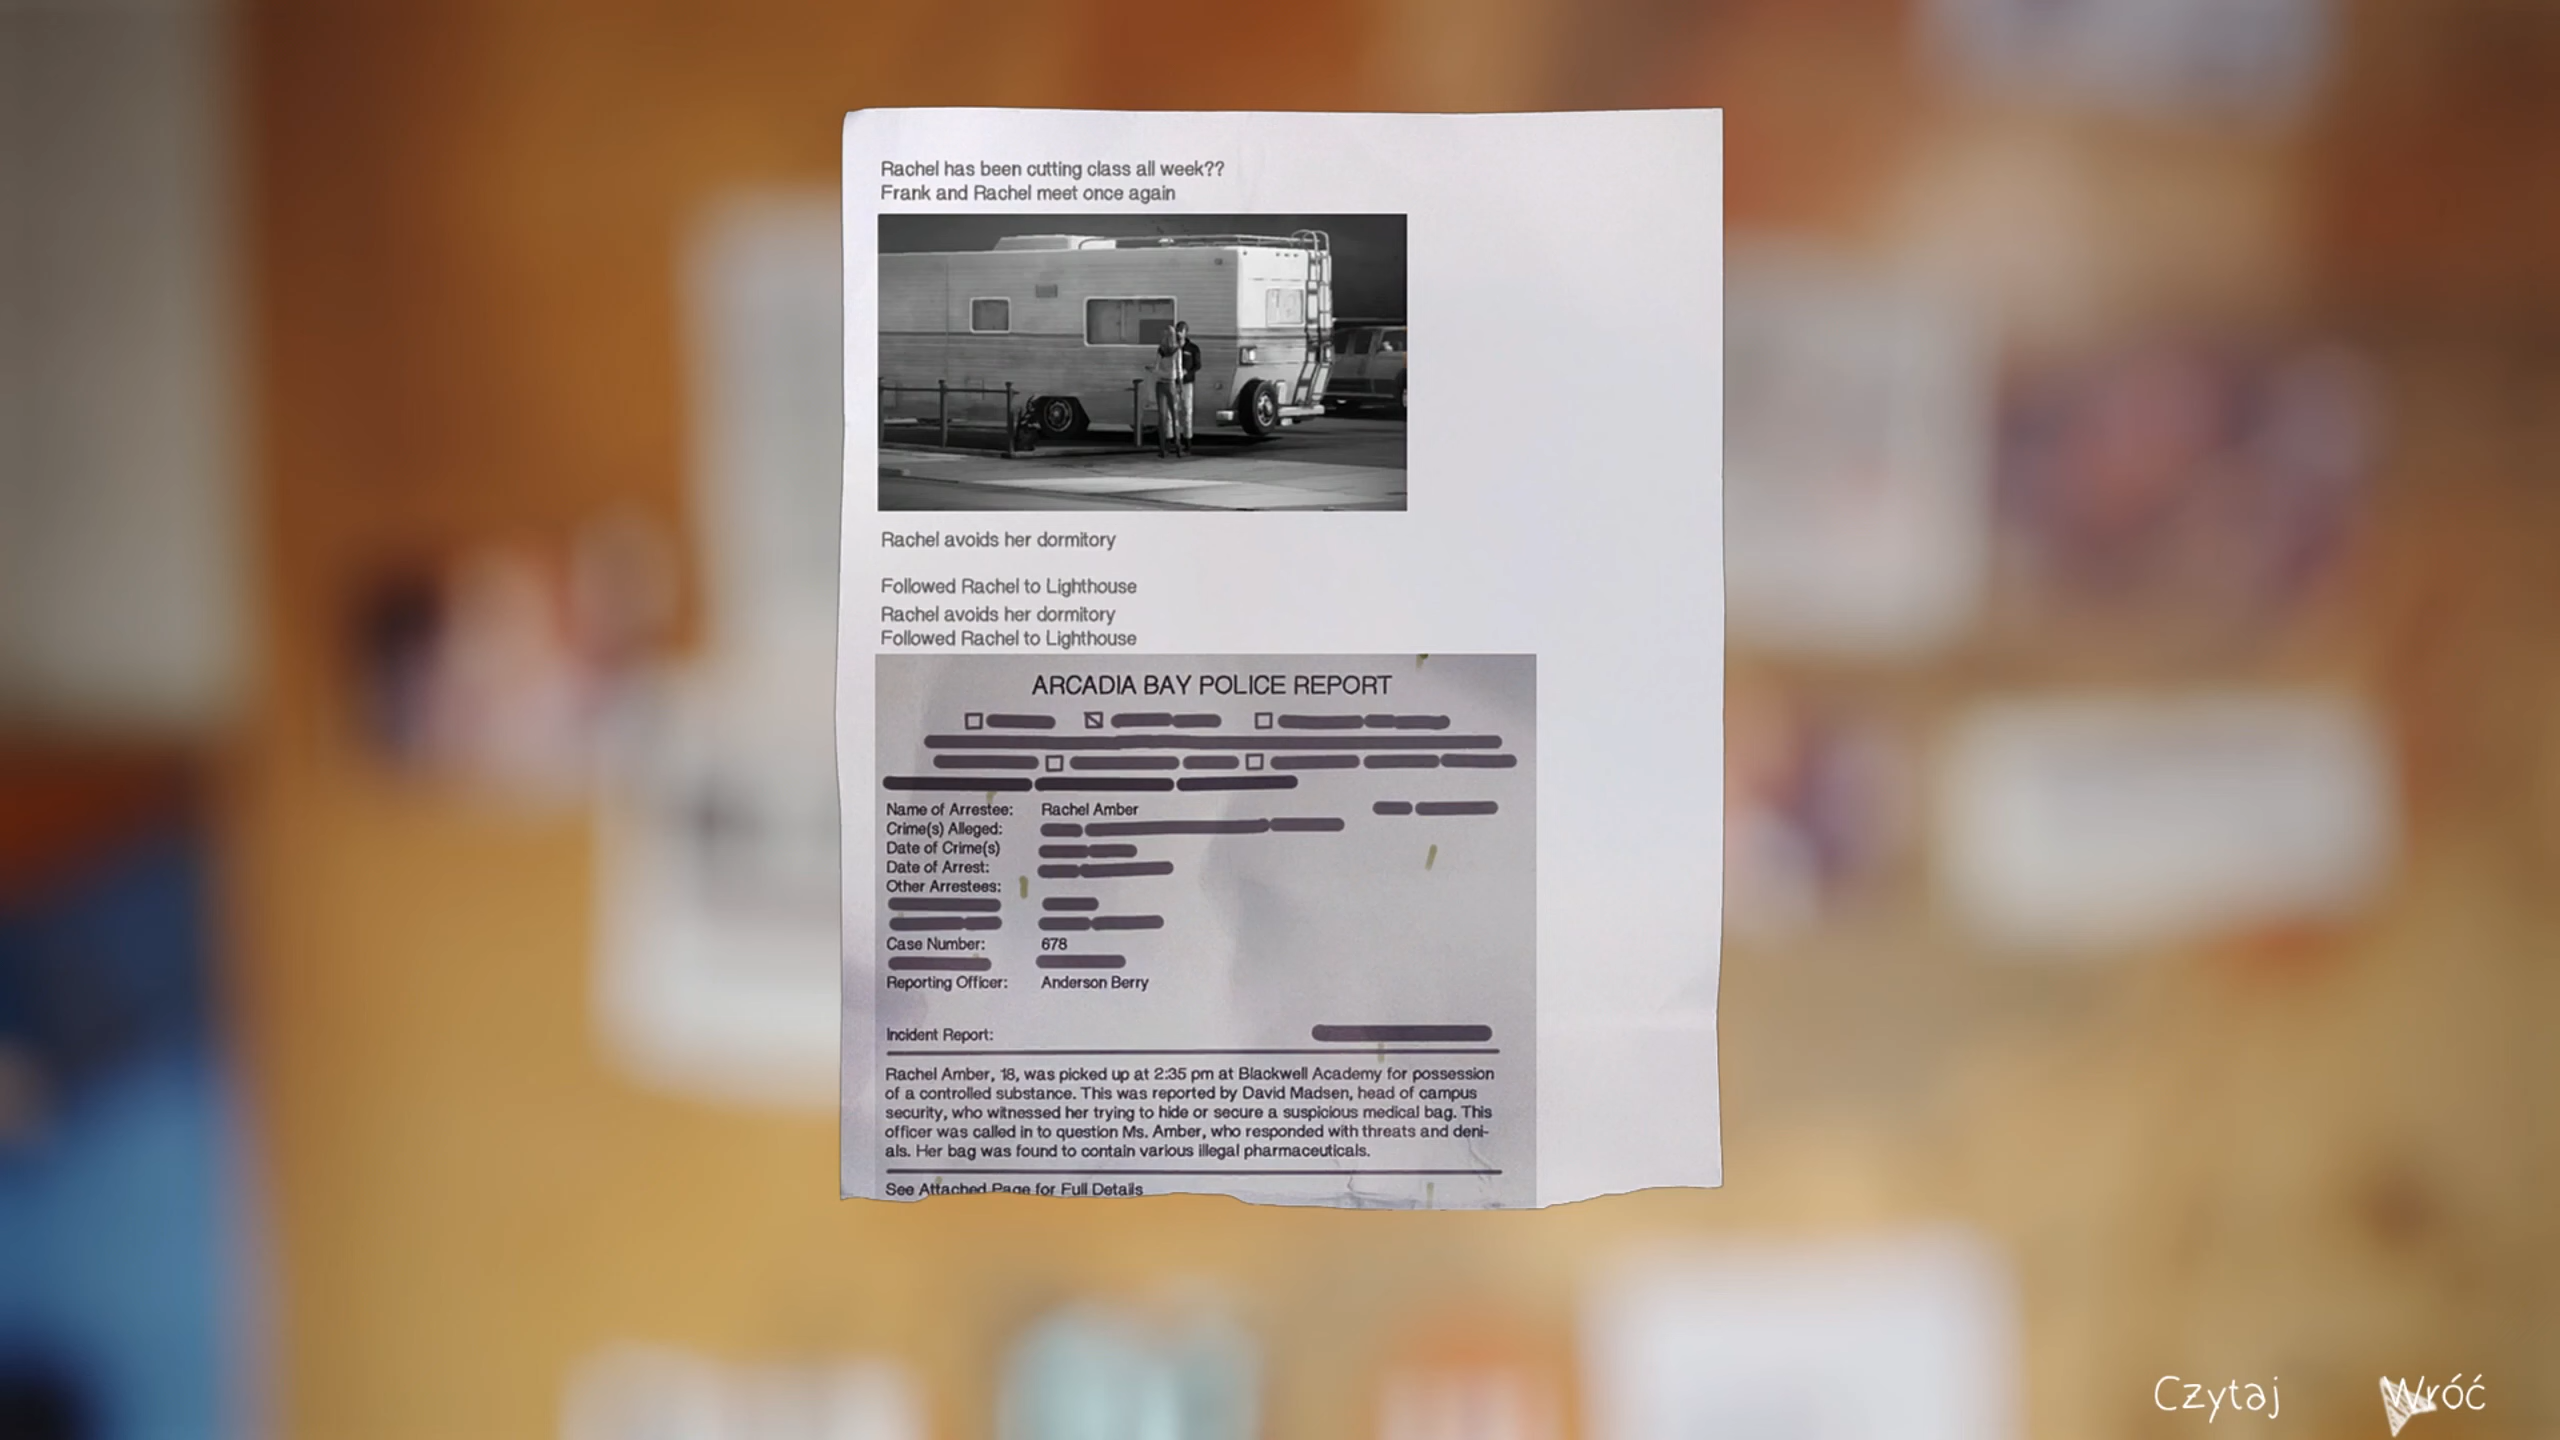 Rachel has been cutting class all week??
Frank and Rachel meet once again
Rachel avoids her dormitory
Followed Rachel to Lighthouse
Rachel avoids her dormitory
Followed Rachel to Lighthouse
ARCADIA BAY POLICE REPORT
Name of Arrestee: Rachel Amber
Crime(s) Alleged:
Date of Crime(s)
Date of Arrest:
Other Arrestees:
Case Number: 678
Reporting Officer: Anderson Berry
Incident Report:
Rachel Amber, 18, was picked up at 2:35 pm at Blackwell Academy for possession
of a controlled substance. This was reported by David Madsen, head of campus
security, who witnessed her trying to hide or secure a suspicious medical bag. This
officer was called in to question Ms. Amber, who responded with threats and deni-
als. Her bag was found to contain various illegal pharmaceuticals.
See Attached Page for Full Details
Czytaj Wróć